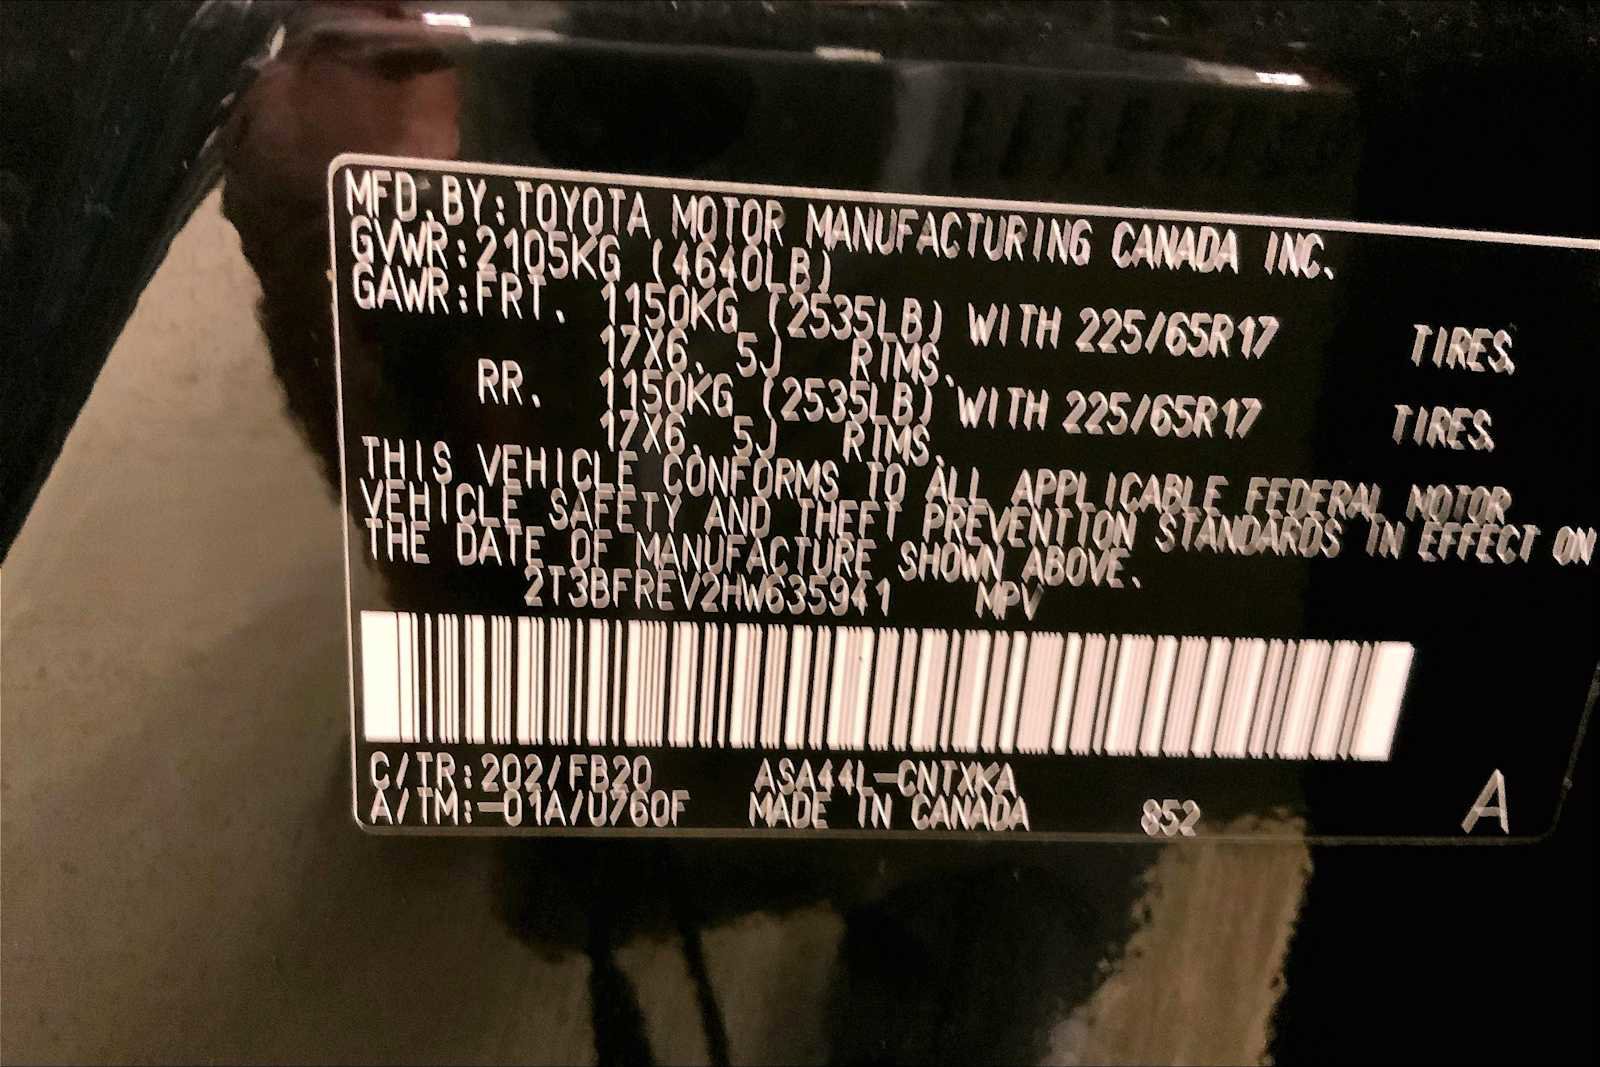 MFD.BY:TOYOTA MOTOR MANUFACTURING CANADA INC.
GVWR:2105KG (4640LB)
GAWR:FRT. 1150KG (2535LB) WITH 225/65R17 TIRES,
17X6. 5J RIMS,
RR. 1150KG (2535LB) WITH 225/65R17 TIRES,
17X6. 5J RIMS.
THIS VEHICLE CONFORMS TO ALL APPLICABLE FEDERAL MOTOR
VEHICLE SAFETY AND THEFT PREVENTION STANDARDS IN EFFECT ON
THE DATE OF MANUFACTURE SHOWN ABOVE.
2T3BFREV2HW635941 MPV
C/TR:202/FB20 ASA44L-CNTXKA
A/TM:-01A/U760F MADE IN CANADA 852 A